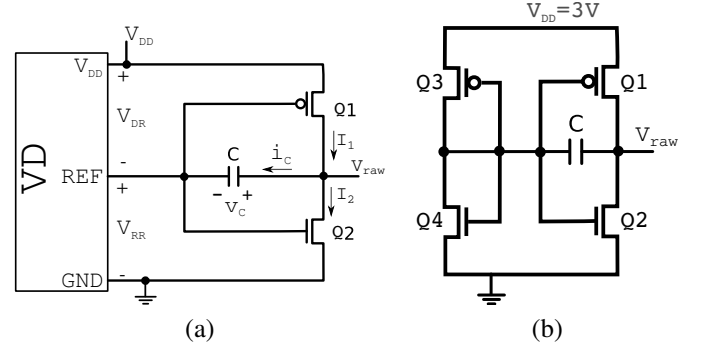 V_DD
V_DD
+
Q1
V_DR
I_1
C
i_C
-
VD
REF
V_raw
+
-
V_C
+
I_2
V_RR
Q2
GND
-
(a)
V_DD=3V
Q3
Q1
C
V_raw
Q4
Q2
(b)